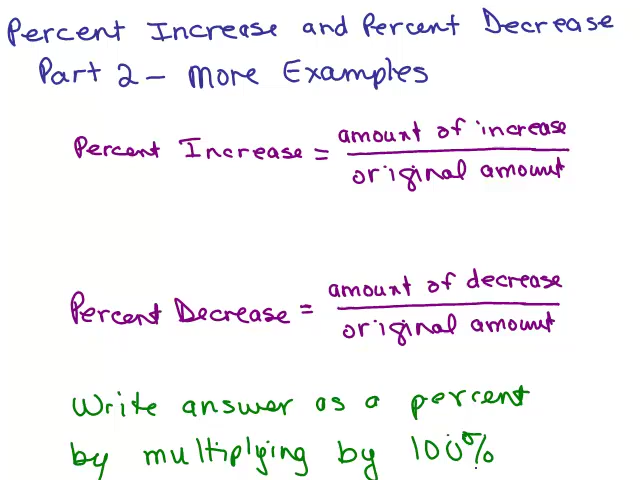 Percent Increase and Percent Decrease
Part 2 - More Examples
Percent Increase = amount of increase
original amount
Percent Decrease = amount of decrease
original amount
Write answer as a percent
by multiplying by 100%